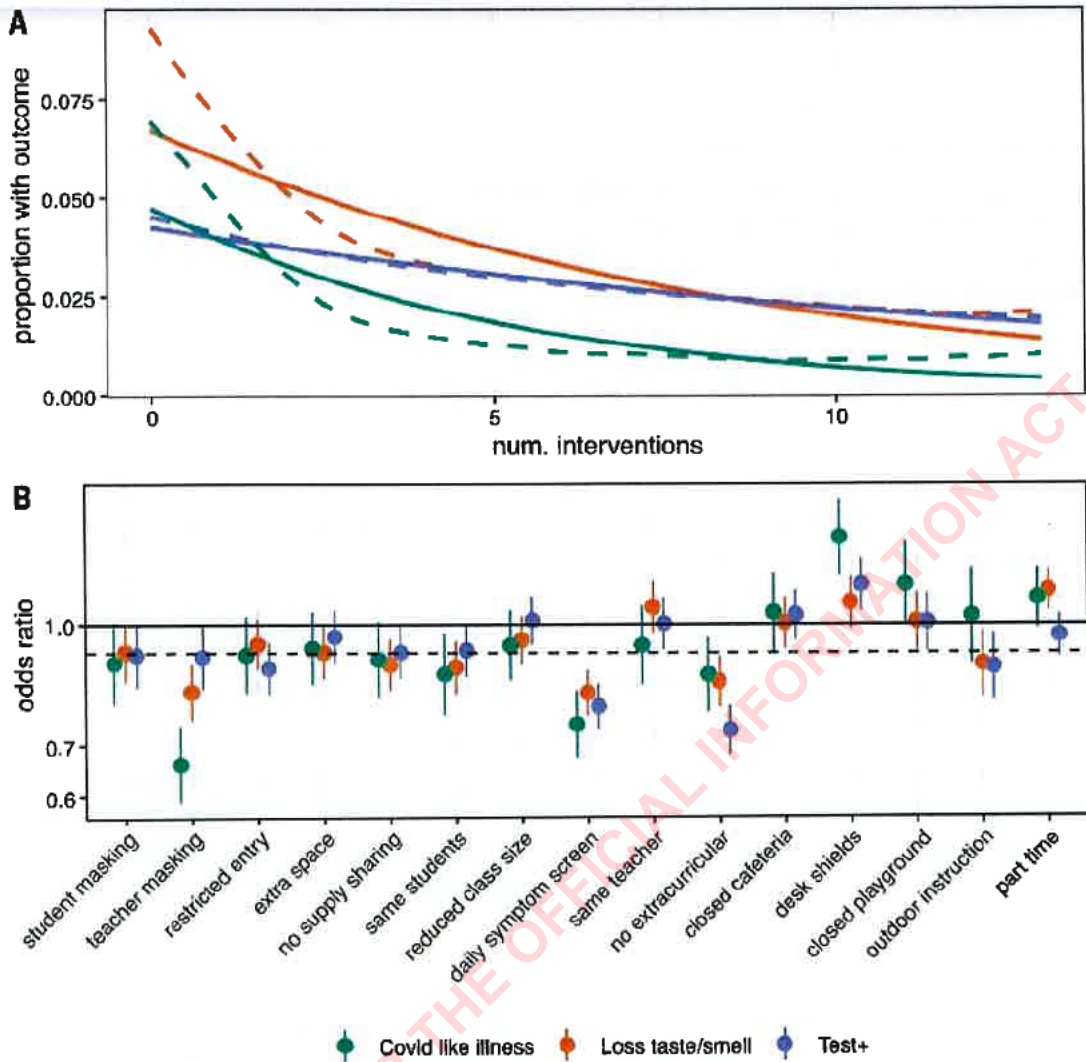 A
proportion with outcome
0.075
0.050
0.025
0.000
0
5
10
num. interventions
B
odds ratio
1.0
0.7
0.6
student masking
teacher masking
restricted entry
extra space
no supply sharing
same students
reduced class size
daily symptom screen
same teacher
no extracurricular
closed cafeteria
desk shields
closed playground
outdoor instruction
part time
Covid like illness
Loss taste/smell
Test+
THE OFFICIAL INFORMATION ACT